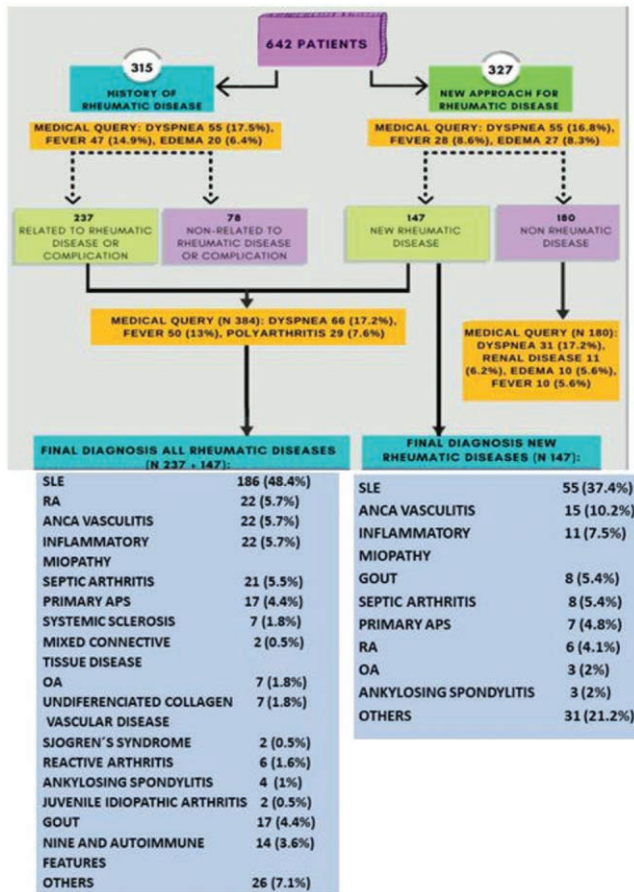 642 PATIENTS
315
HISTORY OF
RHEUMATIC DISEASE
327
NEW APPROACH FOR
RHEUMATIC DISEASE
MEDICAL QUERY: DYSPNEA 55 (17.5%),
FEVER 47 (14.9%), EDEMA 20 (6.4%)
MEDICAL QUERY: DYSPNEA 55 (16.8%),
FEVER 28 (8.6%), EDEMA 27 (8.3%)
237
RELATED TO RHEUMATIC
DISEASE OR
COMPLICATION
78
NON-RELATED TO
RHEUMATIC DISEASE
OR COMPLICATION
147
NEW RHEUMATIC
DISEASE
180
NON RHEUMATIC
DISEASE
MEDICAL QUERY (N 384): DYSPNEA 66 (17.2%),
FEVER 50 (13%), POLYARTHRITIS 29 (7.6%)
MEDICAL QUERY (N 180):
DYSPNEA 31 (17.2%),
RENAL DISEASE 11
(6.2%), EDEMA 10 (5.6%),
FEVER 10 (5.6%)
FINAL DIAGNOSIS ALL RHEUMATIC DISEASES
(N 237 + 147):
SLE 186 (48.4%)
RA 22 (5.7%)
ANCA VASCULITIS 22 (5.7%)
INFLAMMATORY 22 (5.7%)
MIOPATHY
SEPTIC ARTHRITIS 21 (5.5%)
PRIMARY APS 17 (4.4%)
SYSTEMIC SCLEROSIS 7 (1.8%)
MIXED CONNECTIVE 2 (0.5%)
TISSUE DISEASE
OA 7 (1.8%)
UNDIFERENCIATED COLLAGEN 7 (1.8%)
VASCULAR DISEASE
SJOGREN´S SYNDROME 2 (0.5%)
REACTIVE ARTHRITIS 6 (1.6%)
ANKYLOSING SPONDYLITIS 4 (1%)
JUVENILE IDIOPATHIC ARTHRITIS 2 (0.5%)
GOUT 17 (4.4%)
NINE AND AUTOIMMUNE 14 (3.6%)
FEATURES
OTHERS 26 (7.1%)
FINAL DIAGNOSIS NEW
RHEUMATIC DISEASES (N 147):
SLE 55 (37.4%)
ANCA VASCULITIS 15 (10.2%)
INFLAMMATORY 11 (7.5%)
MIOPATHY
GOUT 8 (5.4%)
SEPTIC ARTHRITIS 8 (5.4%)
PRIMARY APS 7 (4.8%)
RA 6 (4.1%)
OA 3 (2%)
ANKYLOSING SPONDYLITIS 3 (2%)
OTHERS 31 (21.2%)